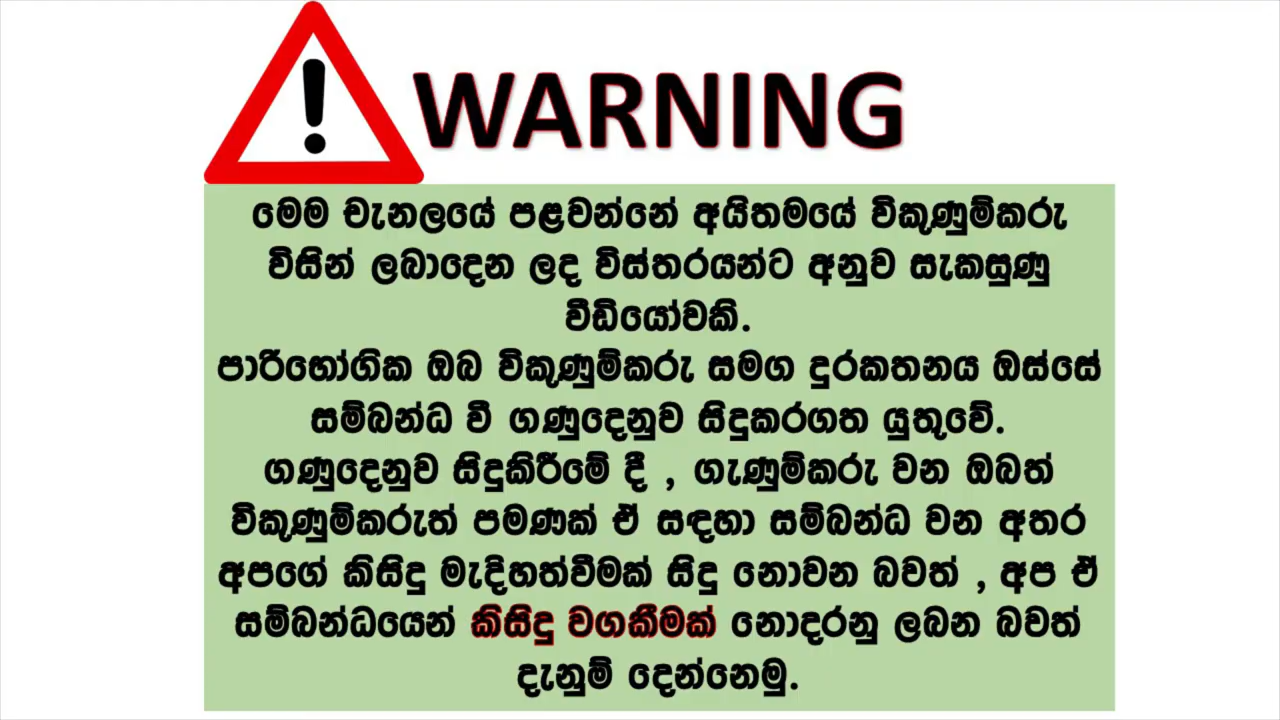 WARNING
මෙම චැනලයේ පළවන්නේ අයිතමයේ විකුණුම්කරු
විසින් ලබාදෙන ලද විස්තරයන්ට අනුව සැකසුණු
වීඩියෝවකි.
පාරිභෝගික ඔබ විකුණුම්කරු සමග දුරකතනය ඔස්සේ
සම්බන්ධ වී ගණුදෙනුව සිදුකරගත යුතුවේ.
ගණුදෙනුව සිදුකිරීමේ දී , ගැණුම්කරු වන ඔබත්
විකුණුම්කරුත් පමණක් ඒ සඳහා සම්බන්ධ වන අතර
අපගේ කිසිදු මැදිහත්වීමක් සිදු නොවන බවත් , අප ඒ
සම්බන්ධයෙන් කිසිදු වගකීමක් නොදරනු ලබන බවත්
දැනුම් දෙන්නෙමු.